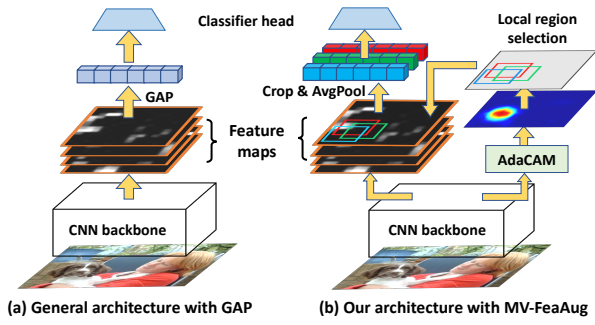 Classifier head
Local region
selection
GAP
Crop & AvgPool
Feature
maps
AdaCAM
CNN backbone
CNN backbone
(a) General architecture with GAP
(b) Our architecture with MV-FeaAug